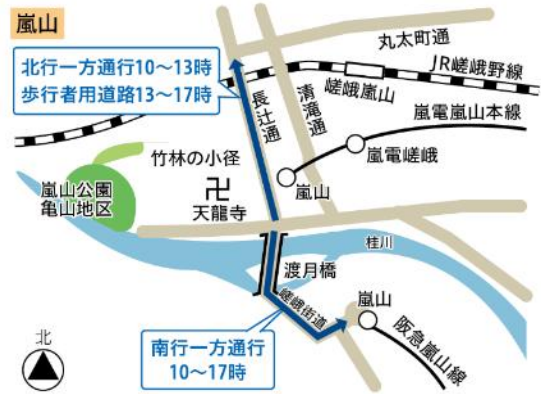 嵐山
北行一方通行10～13時
歩行者用道路13～17時
丸太町通
JR嵯峨野線
嵯峨嵐山
長辻通
清滝通
嵐電嵐山本線
嵐電嵯峨
竹林の小径
嵐山
嵐山公園
亀山地区
卍
天龍寺
渡月橋
桂川
嵯峨街道
嵐山
阪急嵐山線
南行一方通行
10～17時
北